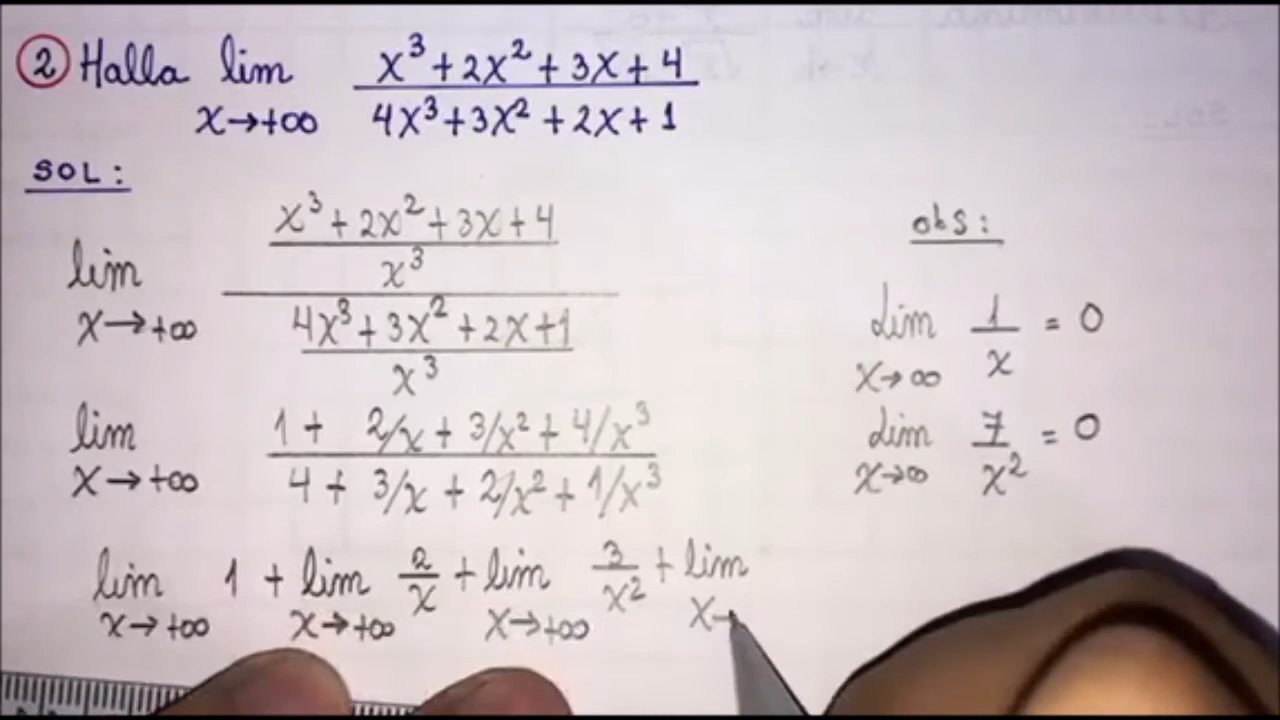 2 Halla lim x→+∞ x³ + 2x² + 3x + 4 / 4x³ + 3x² + 2x + 1
SOL:
lim x→+∞ x³ + 2x² + 3x + 4 / x³ / 4x³ + 3x² + 2x + 1 / x³
lim x→+∞ 1 + 2/x + 3/x² + 4/x³ / 4 + 3/x + 2/x² + 1/x³
lim x→+∞ 1 + lim x→+∞ 2/x + lim x→+∞ 3/x² + lim x→
obs:
Lim x→∞ 1/x = 0
Lim x→∞ 7/x² = 0